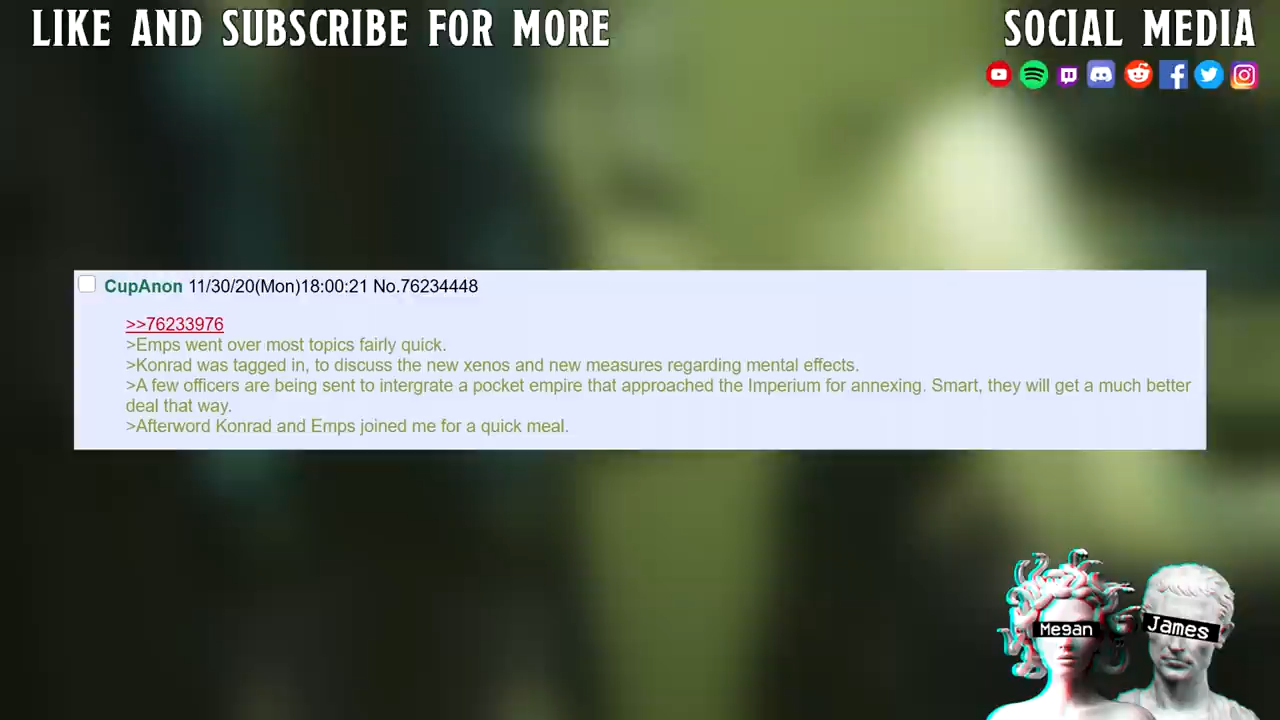 LIKE AND SUBSCRIBE FOR MORE
SOCIAL MEDIA
CupAnon 11/30/20(Mon)18:00:21 No.76234448
>>76233976
>Emps went over most topics fairly quick.
>Konrad was tagged in, to discuss the new xenos and new measures regarding mental effects.
>A few officers are being sent to intergrate a pocket empire that approached the Imperium for annexing. Smart, they will get a much better
deal that way.
>Afterword Konrad and Emps joined me for a quick meal.
Megan
James